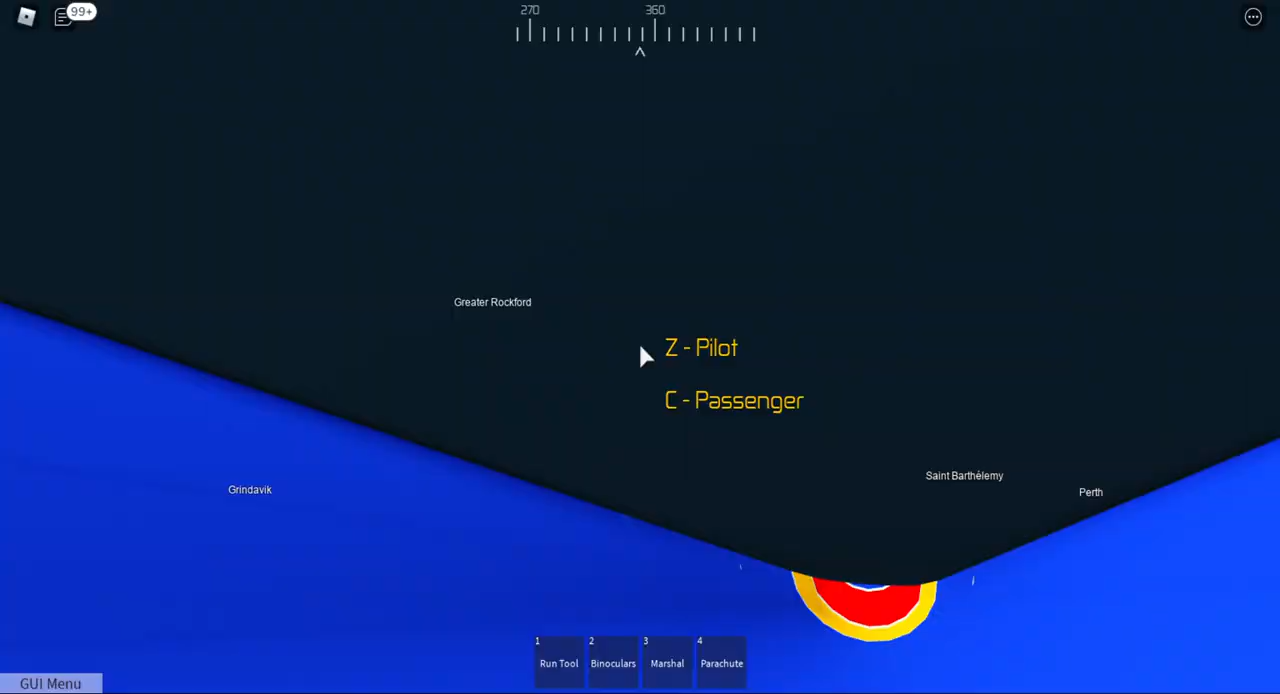 99+
270 360
Greater Rockford
Z - Pilot
C - Passenger
Saint Barthélemy
Grindavik
Perth
1 2 3 4
Run Tool Binoculars Marshal Parachute
GUI Menu